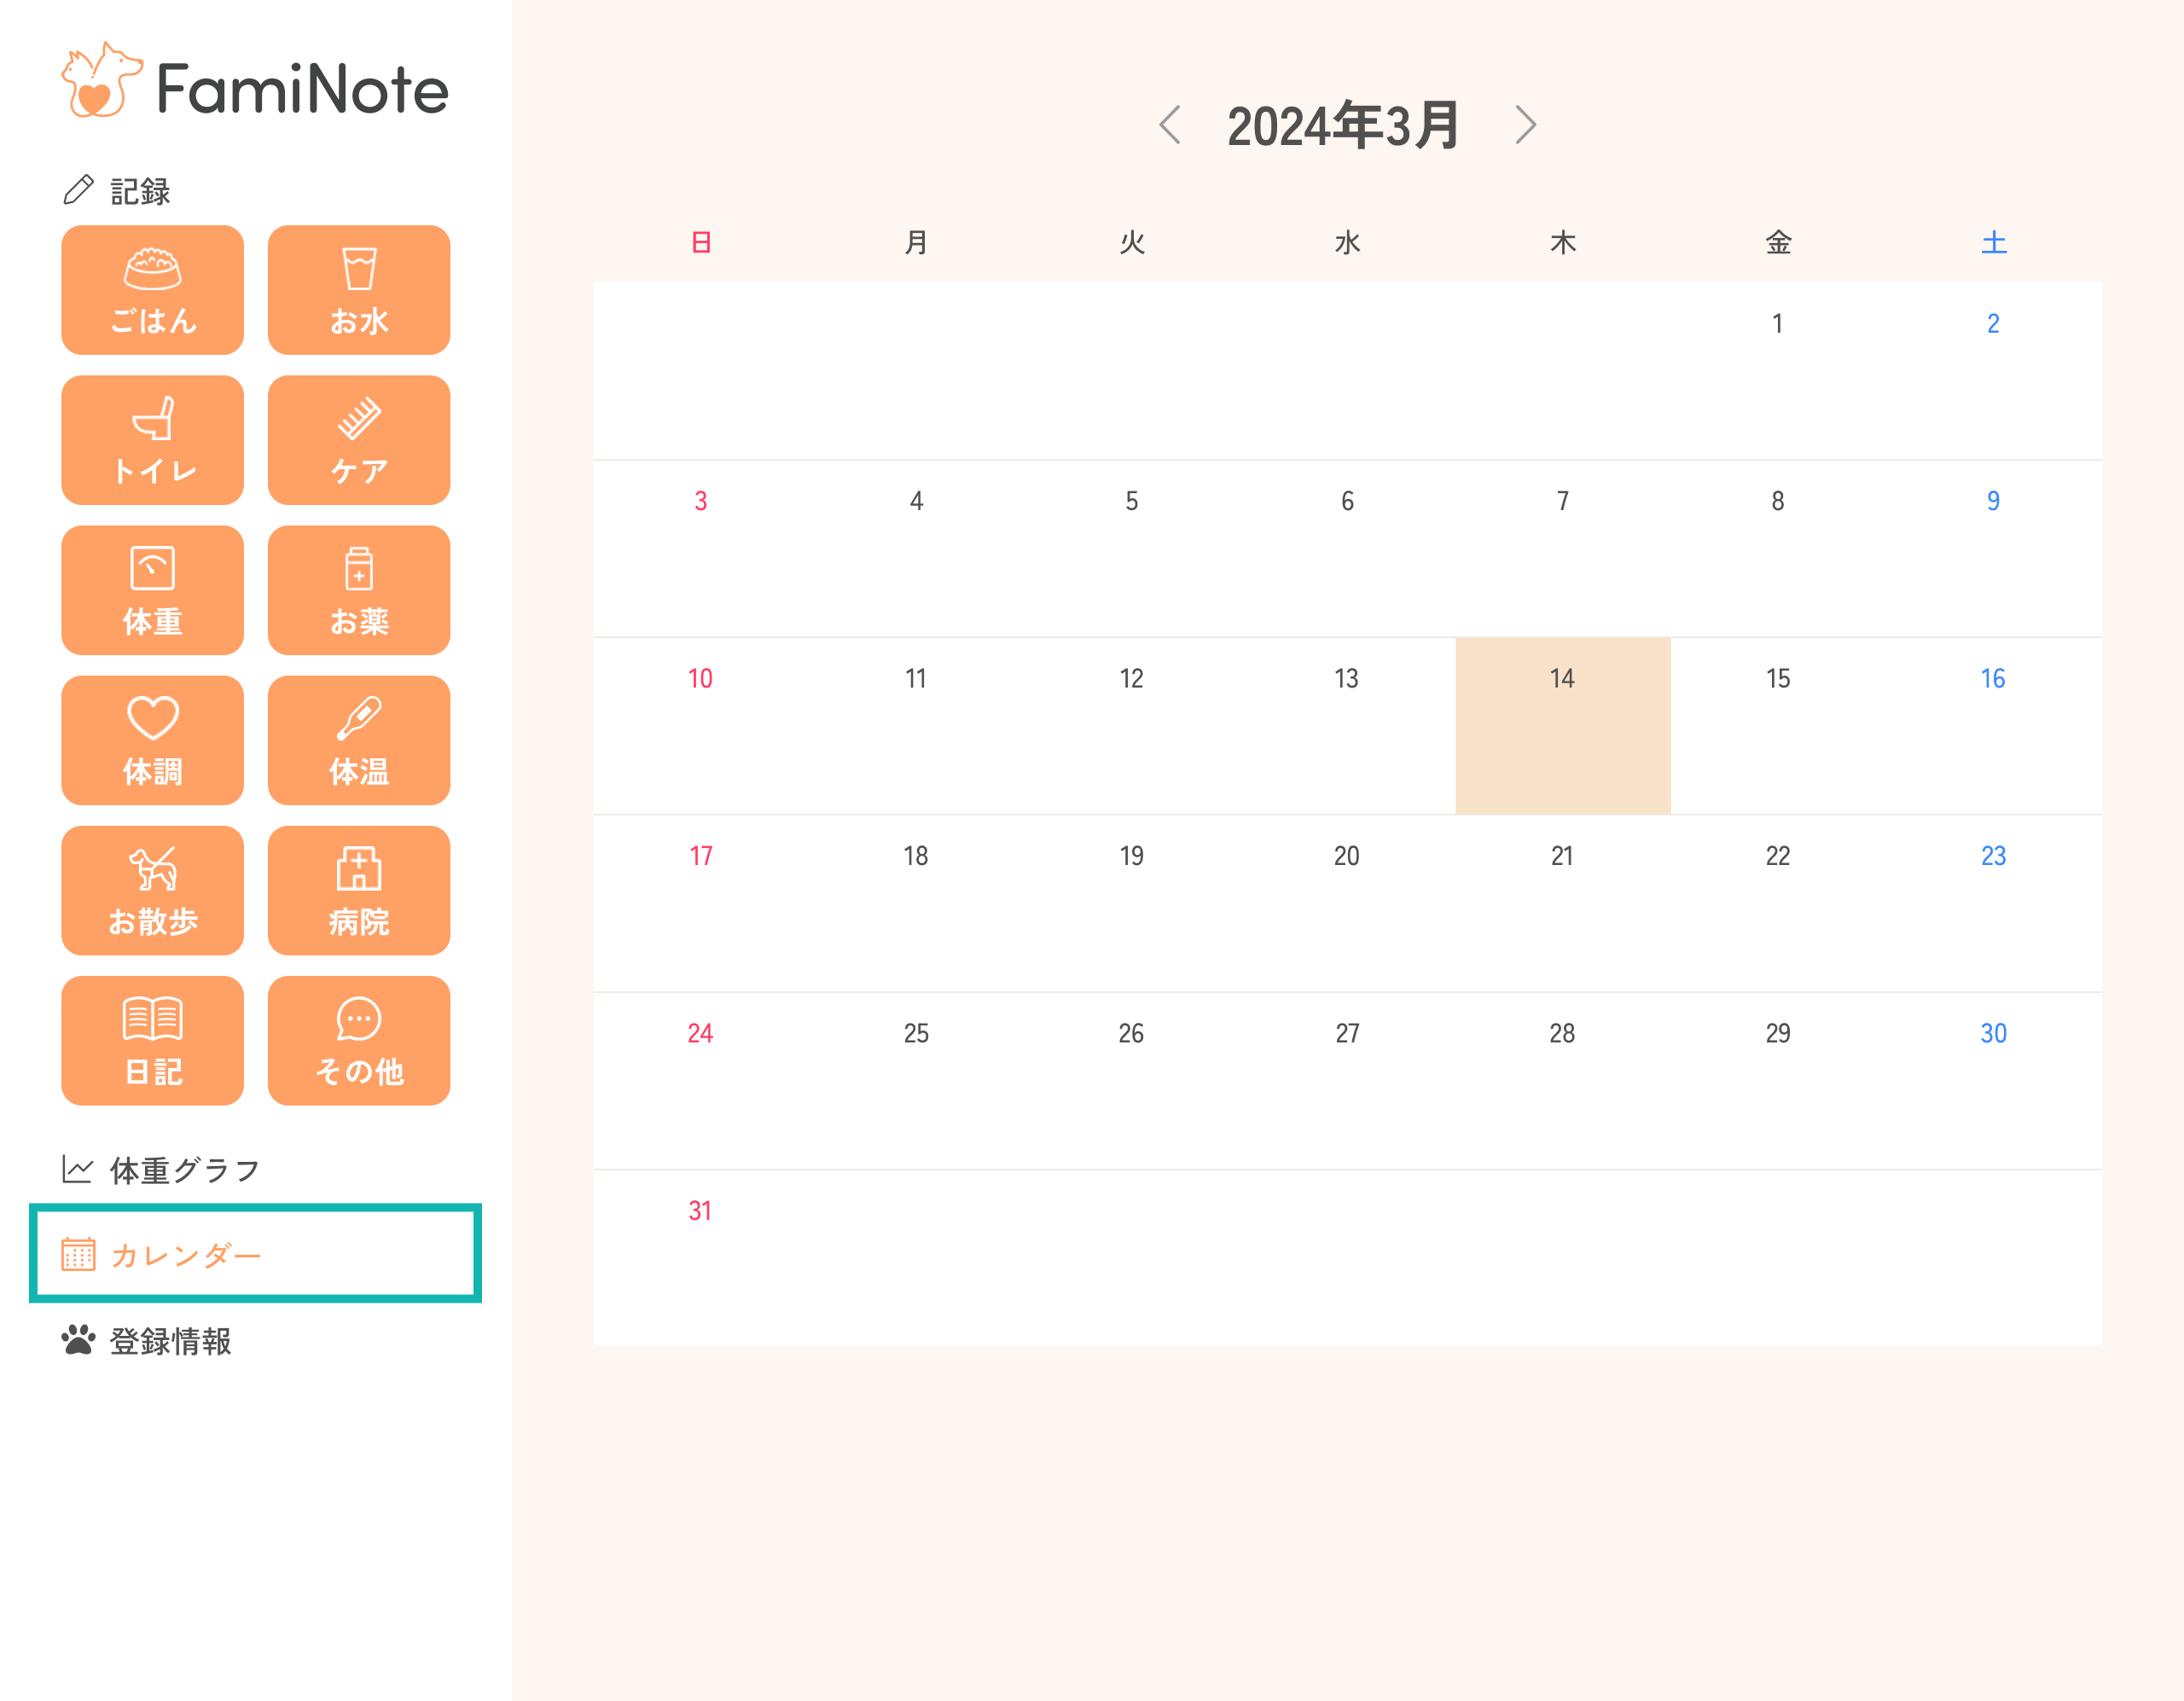 FamiNote
記録
ごはん
お水
トイレ
ケア
体重
お薬
体調
体温
お散歩
病院
日記
その他
体重グラフ
カレンダー
登録情報
2024年3月
日 月 火 水 木 金 土
1 2
3 4 5 6 7 8 9
10 11 12 13 14 15 16
17 18 19 20 21 22 23
24 25 26 27 28 29 30
31